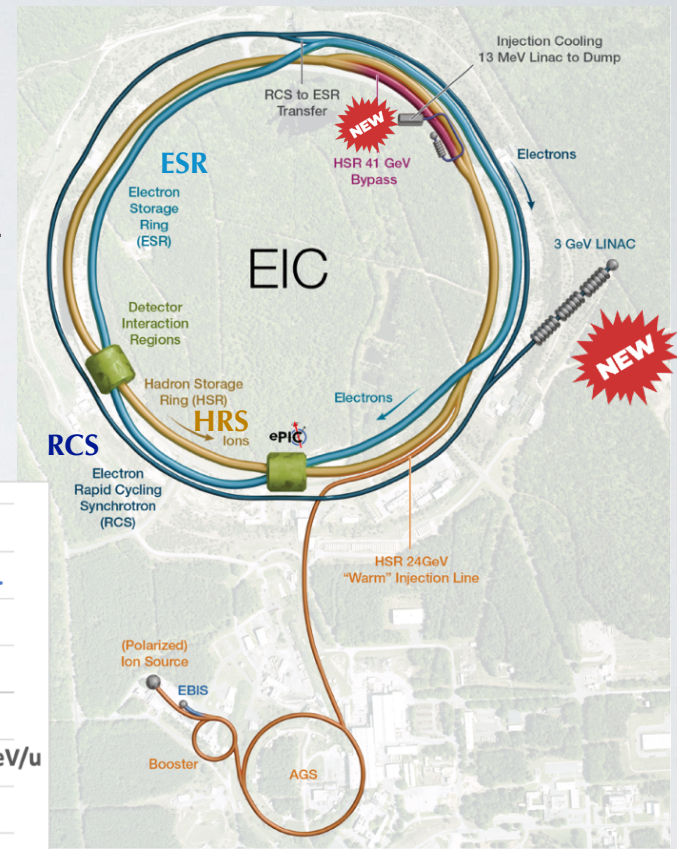 Injection Cooling
13 MeV Linac to Dump
RCS to ESR
Transfer
NEW
HSR 41 GeV
Bypass
Electrons
ESR
Electron
Storage
Ring
(ESR)
EIC
3 GeV LINAC
NEW
Detector
Interaction
Regions
Hadron Storage
Ring (HSR)
HRS
Ions
Electrons
ePIC
RCS
Electron
Rapid Cycling
Synchrotron
(RCS)
HSR 24GeV
"Warm" Injection Line
(Polarized)
Ion Source
EBIS
Booster
AGS
eV/u